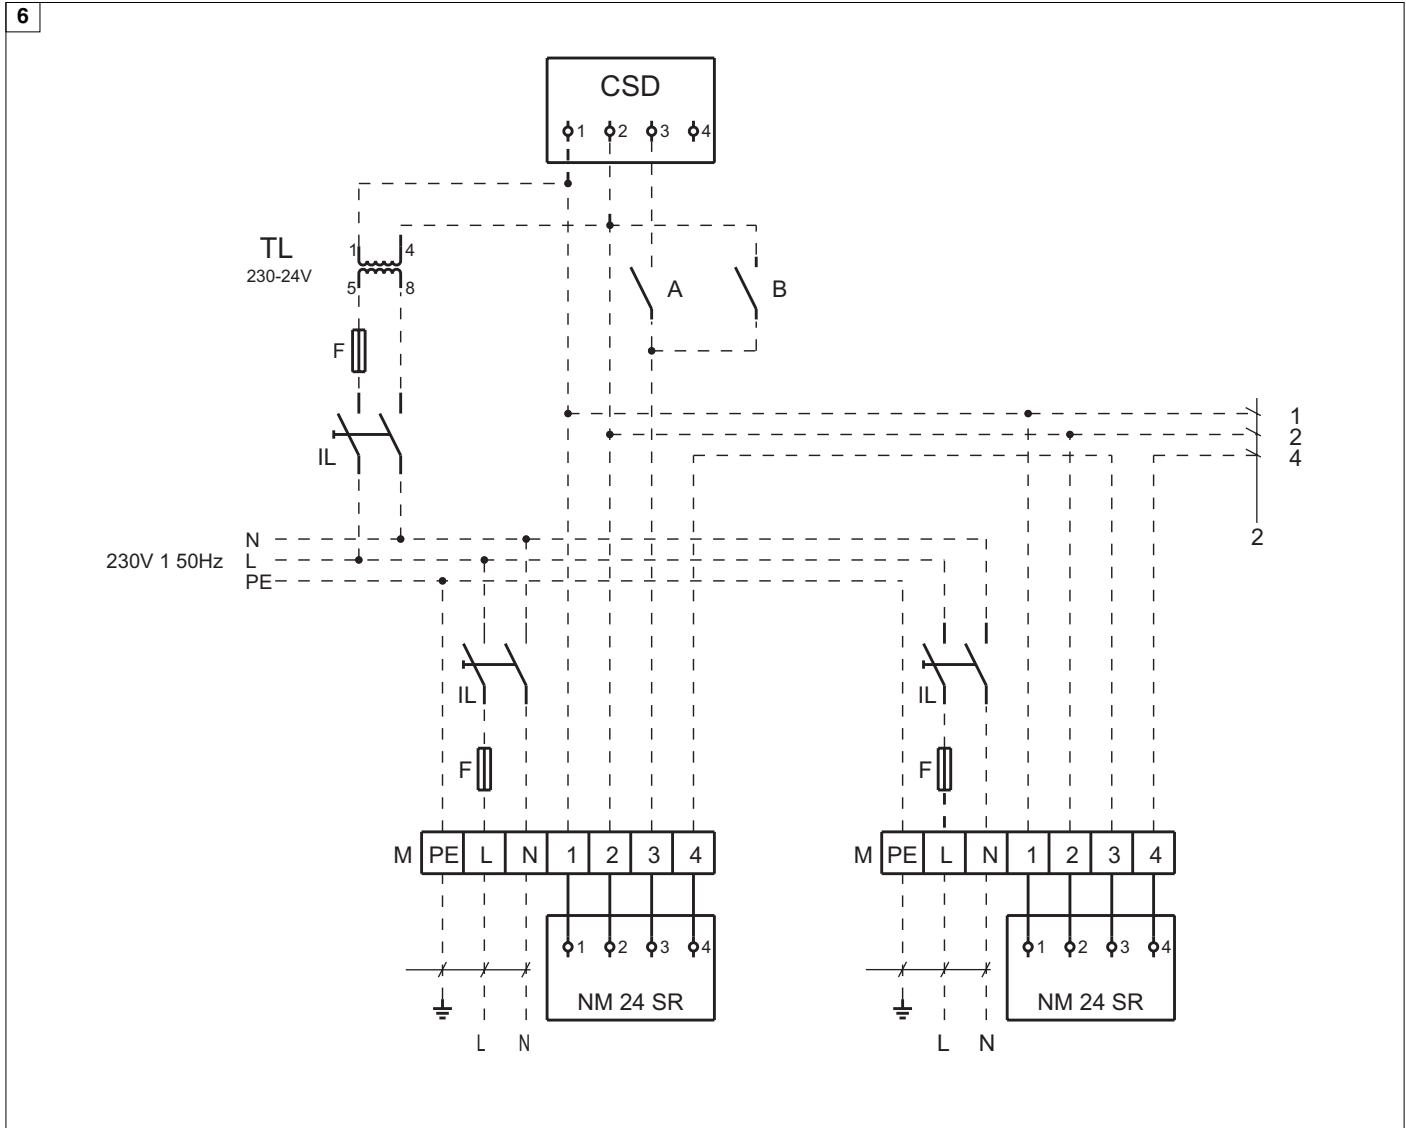 6
CSD
1 2 3 4
TL
230-24V
1 4
5 8
A B
F
IL
1
2
4
2
230V 1 50Hz
N
L
PE
IL IL
F F
M PE L N 1 2 3 4
M PE L N 1 2 3 4
1 2 3 4
1 2 3 4
NM 24 SR
NM 24 SR
L N
L N